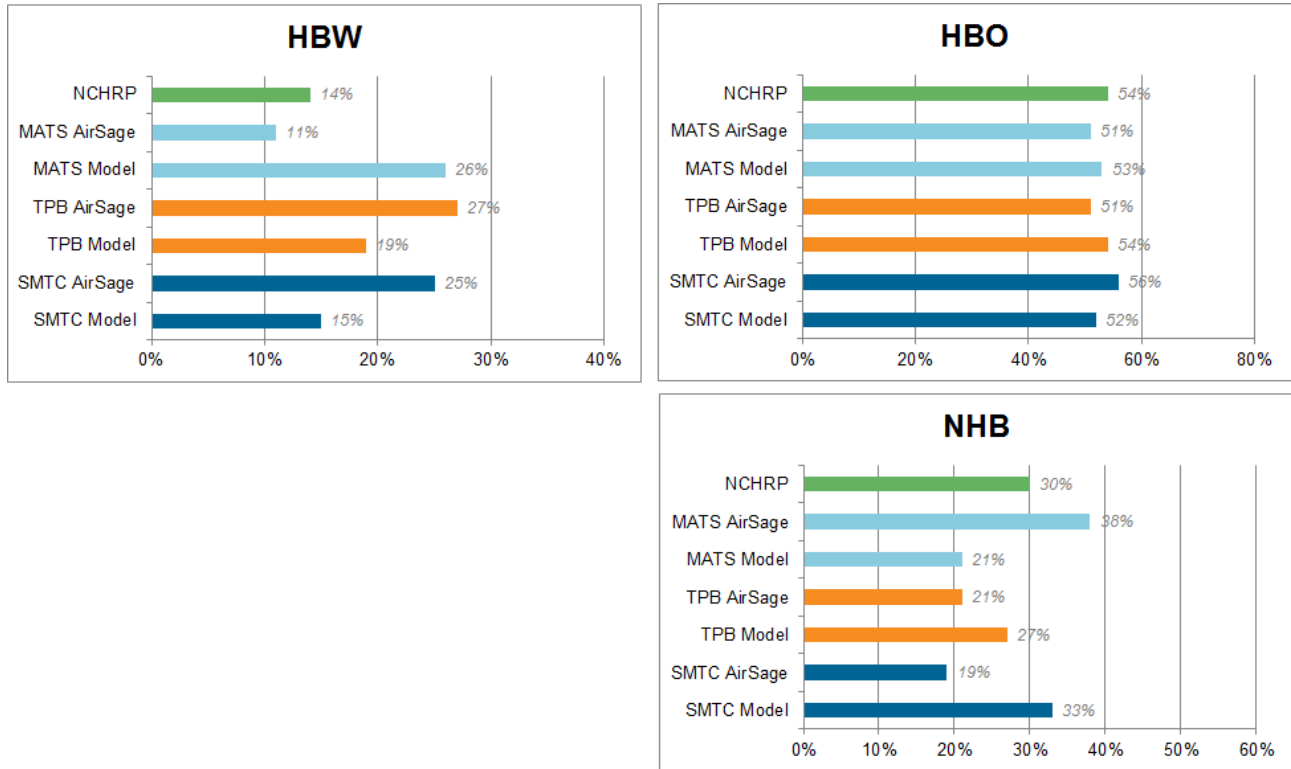 HBW
NCHRP 14%
MATS AirSage 11%
MATS Model 26%
TPB AirSage 27%
TPB Model 19%
SMTC AirSage 25%
SMTC Model 15%
0% 10% 20% 30% 40%
HBO
NCHRP 54%
MATS AirSage 51%
MATS Model 53%
TPB AirSage 51%
TPB Model 54%
SMTC AirSage 56%
SMTC Model 52%
0% 20% 40% 60% 80%
NHB
NCHRP 30%
MATS AirSage 38%
MATS Model 21%
TPB AirSage 21%
TPB Model 27%
SMTC AirSage 19%
SMTC Model 33%
0% 10% 20% 30% 40% 50% 60%